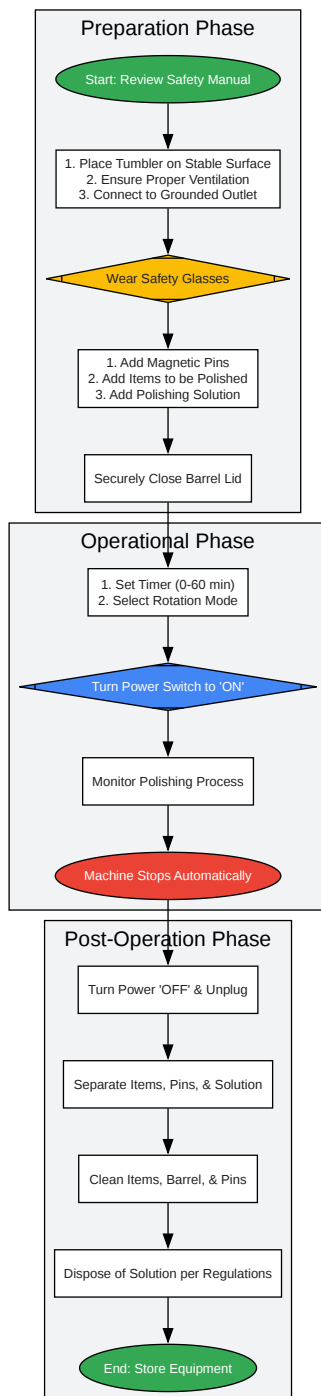 Preparation Phase
Start: Review Safety Manual
1. Place Tumbler on Stable Surface
2. Ensure Proper Ventilation
3. Connect to Grounded Outlet
Wear Safety Glasses
1. Add Magnetic Pins
2. Add Items to be Polished
3. Add Polishing Solution
Securely Close Barrel Lid
Operational Phase
1. Set Timer (0-60 min)
2. Select Rotation Mode
Turn Power Switch to 'ON'
Monitor Polishing Process
Machine Stops Automatically
Post-Operation Phase
Turn Power 'OFF' & Unplug
Separate Items, Pins, & Solution
Clean Items, Barrel, & Pins
Dispose of Solution per Regulations
End: Store Equipment